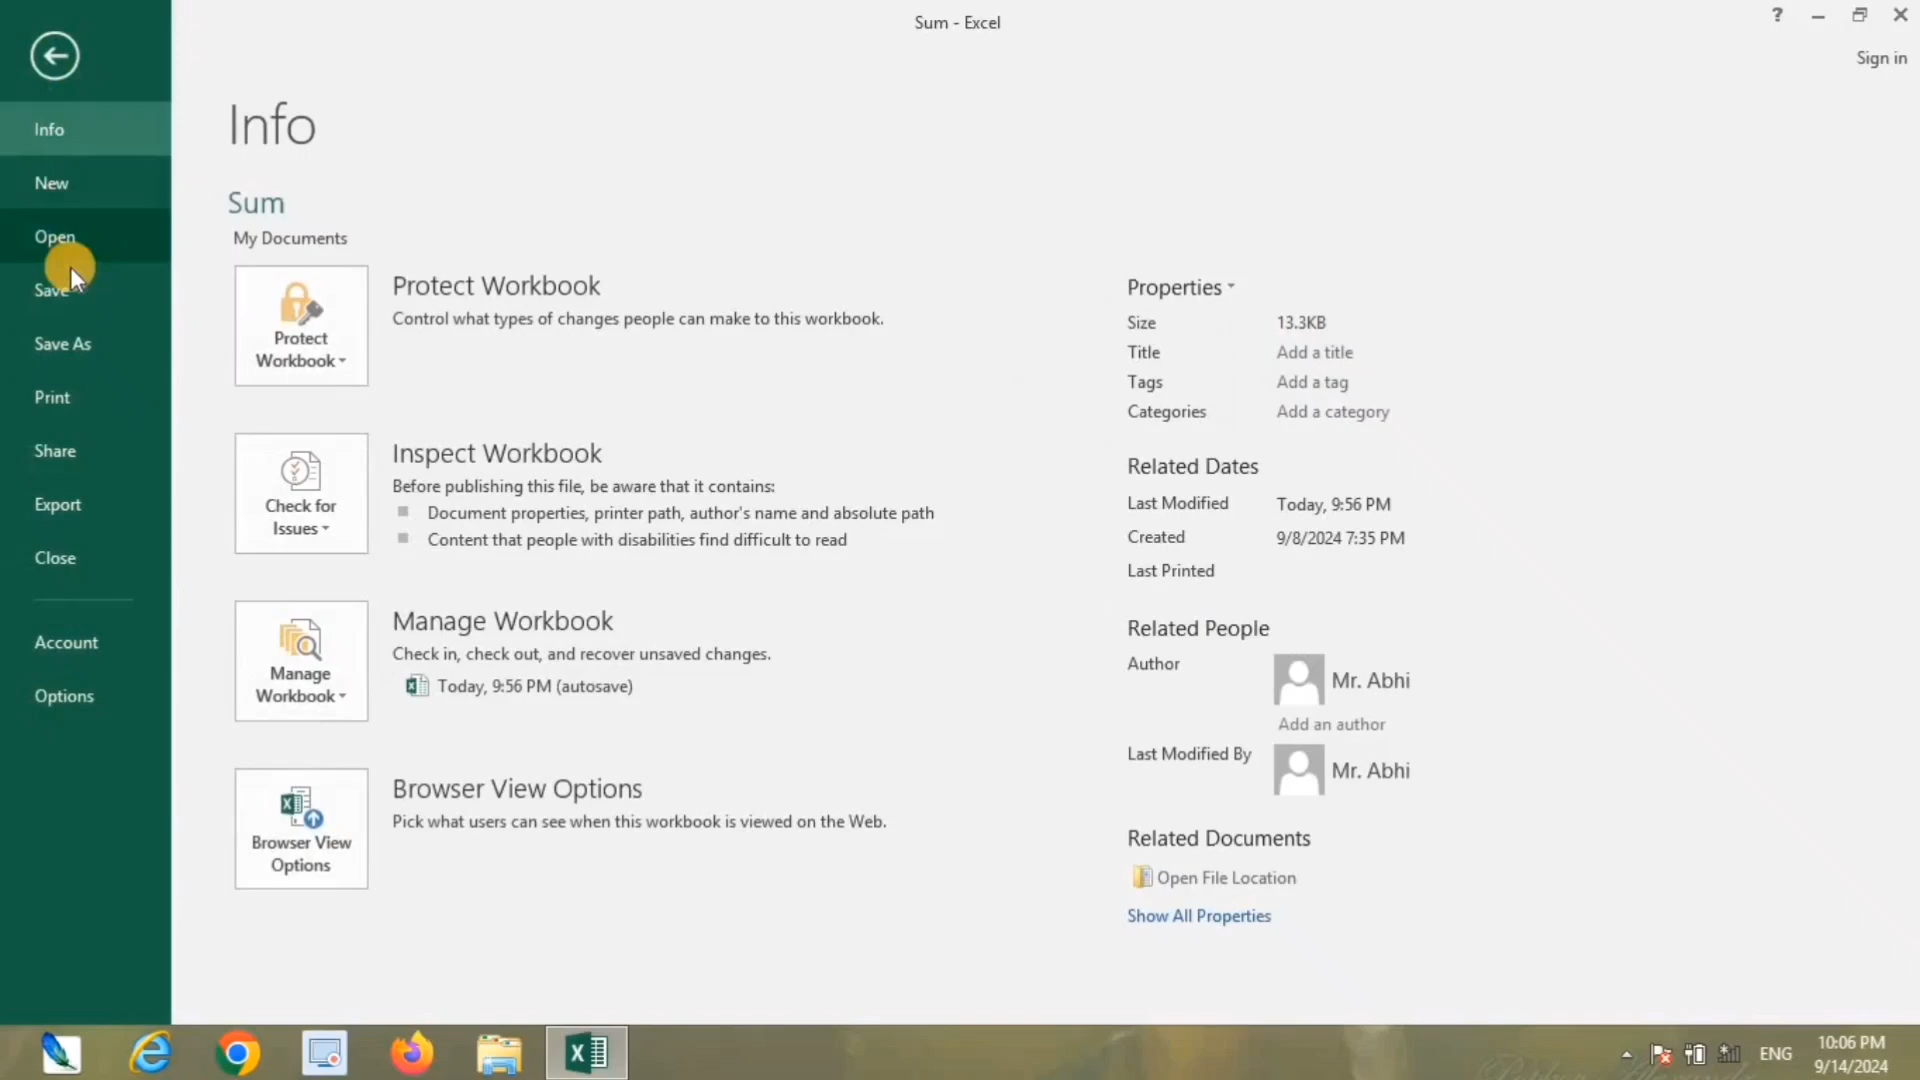 Sum - Excel
?
Sign in
Info
New
Open
Save
Save As
Print
Share
Export
Close
Account
Options
Info
Sum
My Documents
Protect
Workbook
Protect Workbook
Control what types of changes people can make to this workbook.
Check for
Issues
Inspect Workbook
Before publishing this file, be aware that it contains:
Document properties, printer path, author's name and absolute path
Content that people with disabilities find difficult to read
Manage
Workbook
Manage Workbook
Check in, check out, and recover unsaved changes.
Today, 9:56 PM (autosave)
Browser View
Options
Browser View Options
Pick what users can see when this workbook is viewed on the Web.
Properties
Size 13.3KB
Title Add a title
Tags Add a tag
Categories Add a category
Related Dates
Last Modified Today, 9:56 PM
Created 9/8/2024 7:35 PM
Last Printed
Related People
Author Mr. Abhi
Add an author
Last Modified By Mr. Abhi
Related Documents
Open File Location
Show All Properties
ENG
10:06 PM
9/14/2024